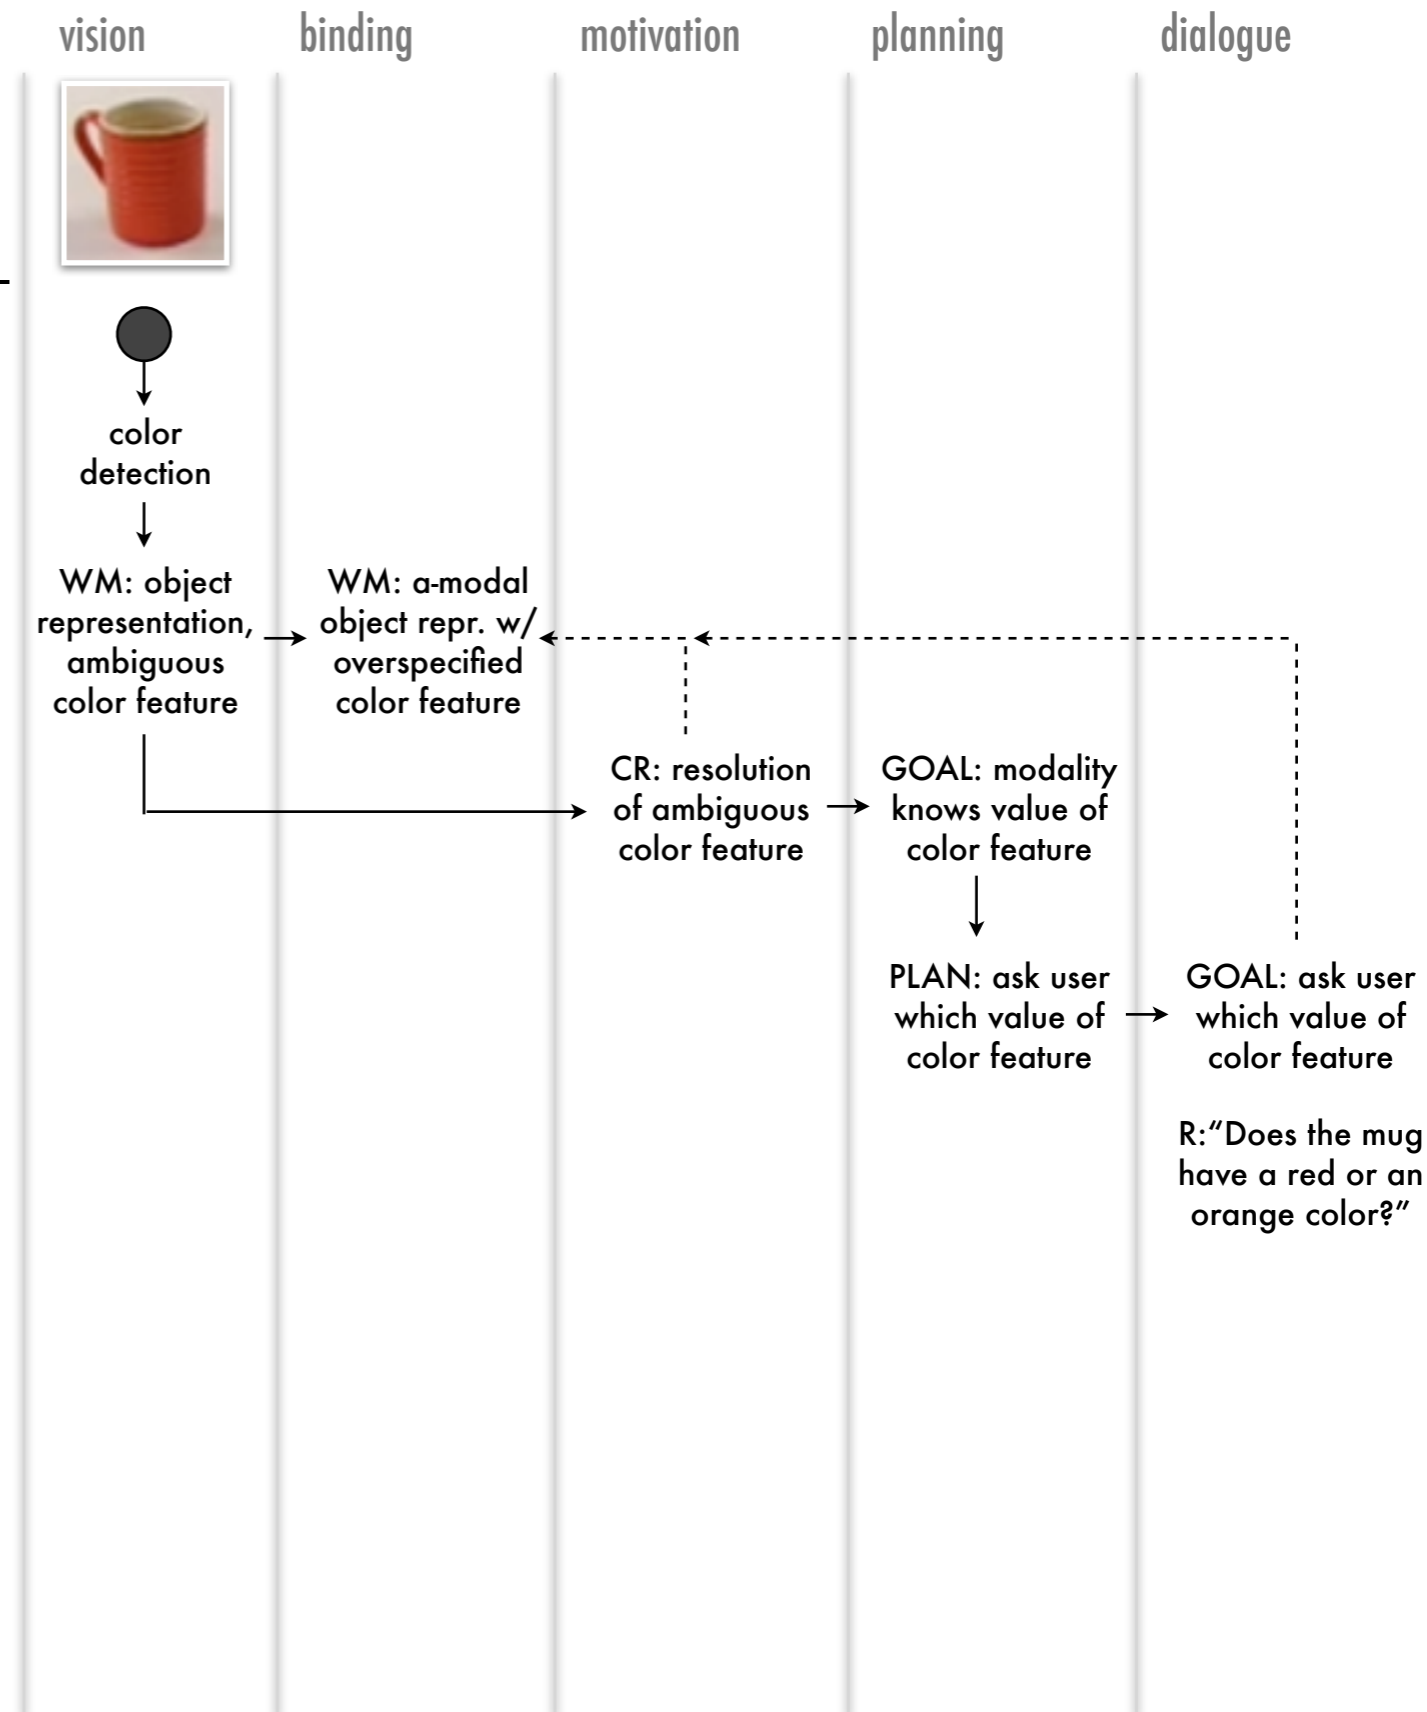 vision
binding
motivation
planning
dialogue
color
detection
WM: object
representation,
ambiguous
color feature
WM: a-modal
object repr. w/
overspecified
color feature
CR: resolution
of ambiguous
color feature
GOAL: modality
knows value of
color feature
PLAN: ask user
which value of
color feature
GOAL: ask user
which value of
color feature
R:“Does the mug
have a red or an
orange color?”